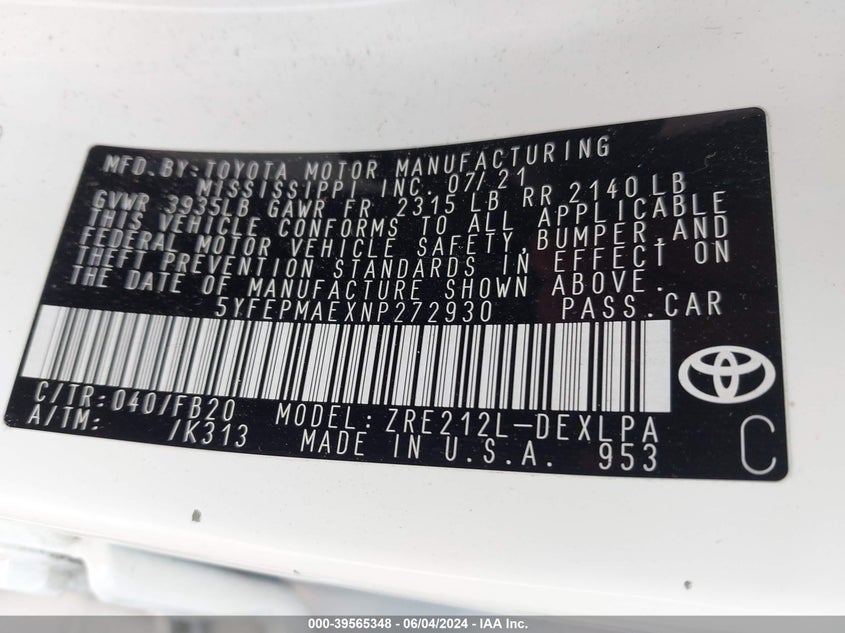 MFD.BY:TOYOTA MOTOR MANUFACTURING
MISSISSIPPI INC. 07/21
GVWR 3935LB GAWR FR 2315 LB RR 2140 LB
THIS VEHICLE CONFORMS TO ALL APPLICABLE
FEDERAL MOTOR VEHICLE SAFETY,BUMPER,AND
THEFT PREVENTION STANDARDS IN EFFECT ON
THE DATE OF MANUFACTURE SHOWN ABOVE.
5YFEPMAEXNP272930 PASS.CAR
C/TR:040/FB20 MODEL:ZRE212L-DEXLPA
A/TM: /K313 MADE IN U.S.A. 953
C
000-39565348 - 06/04/2024 - IAA Inc.